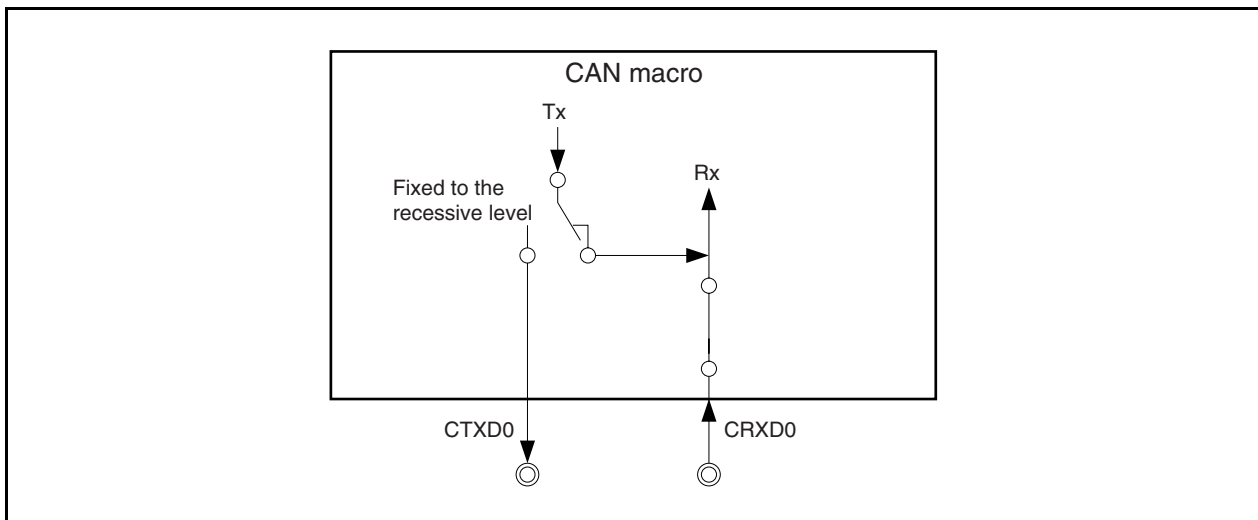 CAN macro
Tx
Rx
Fixed to the
recessive level
CTXD0
CRXD0